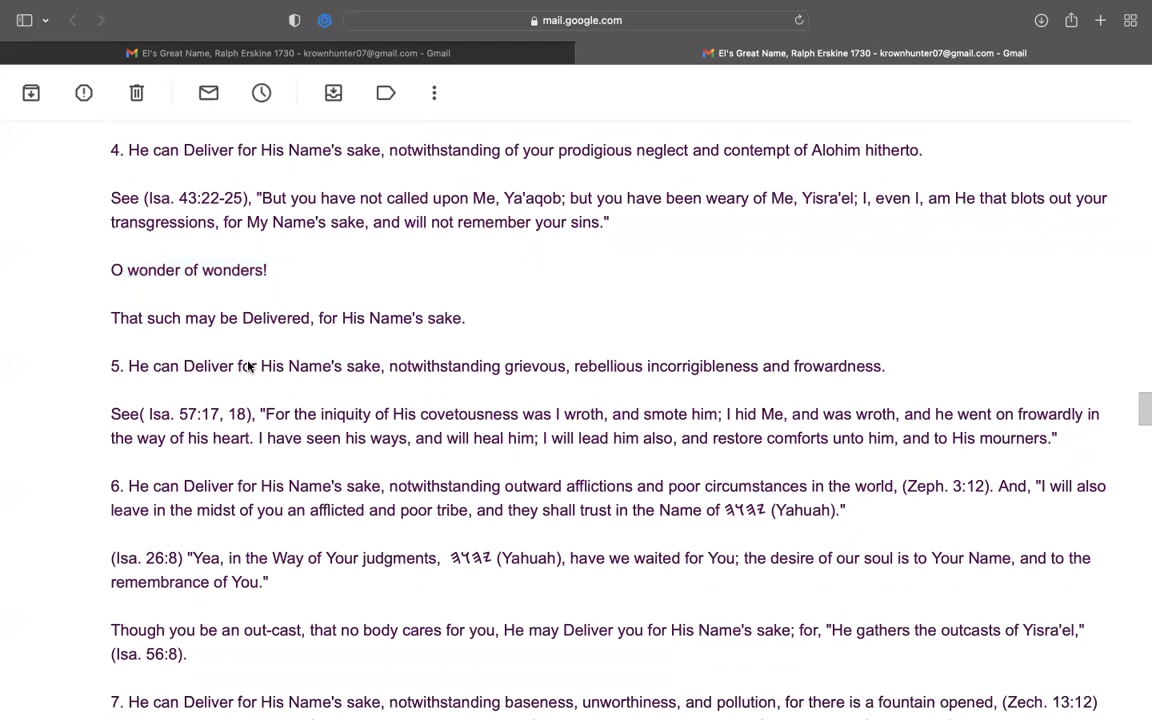 mail.google.com
El's Great Name, Ralph Erskine 1730 - krownhunter07@gmail.com - Gmail
El's Great Name, Ralph Erskine 1730 - krownhunter07@gmail.com - Gmail
4. He can Deliver for His Name's sake, notwithstanding of your prodigious neglect and contempt of Alohim hitherto.
See (Isa. 43:22-25), "But you have not called upon Me, Ya'aqob; but you have been weary of Me, Yisra'el; I, even I, am He that blots out your
transgressions, for My Name's sake, and will not remember your sins."
O wonder of wonders!
That such may be Delivered, for His Name's sake.
5. He can Deliver for His Name's sake, notwithstanding grievous, rebellious incorrigibleness and frowardness.
See( Isa. 57:17, 18), "For the iniquity of His covetousness was I wroth, and smote him; I hid Me, and was wroth, and he went on frowardly in
the way of his heart. I have seen his ways, and will heal him; I will lead him also, and restore comforts unto him, and to His mourners."
6. He can Deliver for His Name's sake, notwithstanding outward afflictions and poor circumstances in the world, (Zeph. 3:12). And, "I will also
leave in the midst of you an afflicted and poor tribe, and they shall trust in the Name of 𐤄𐤅𐤄𐤉 (Yahuah)."
(Isa. 26:8) "Yea, in the Way of Your judgments, 𐤄𐤅𐤄𐤉 (Yahuah), have we waited for You; the desire of our soul is to Your Name, and to the
remembrance of You."
Though you be an out-cast, that no body cares for you, He may Deliver you for His Name's sake; for, "He gathers the outcasts of Yisra'el,"
(Isa. 56:8).
7. He can Deliver for His Name's sake, notwithstanding baseness, unworthiness, and pollution, for there is a fountain opened, (Zech. 13:12)